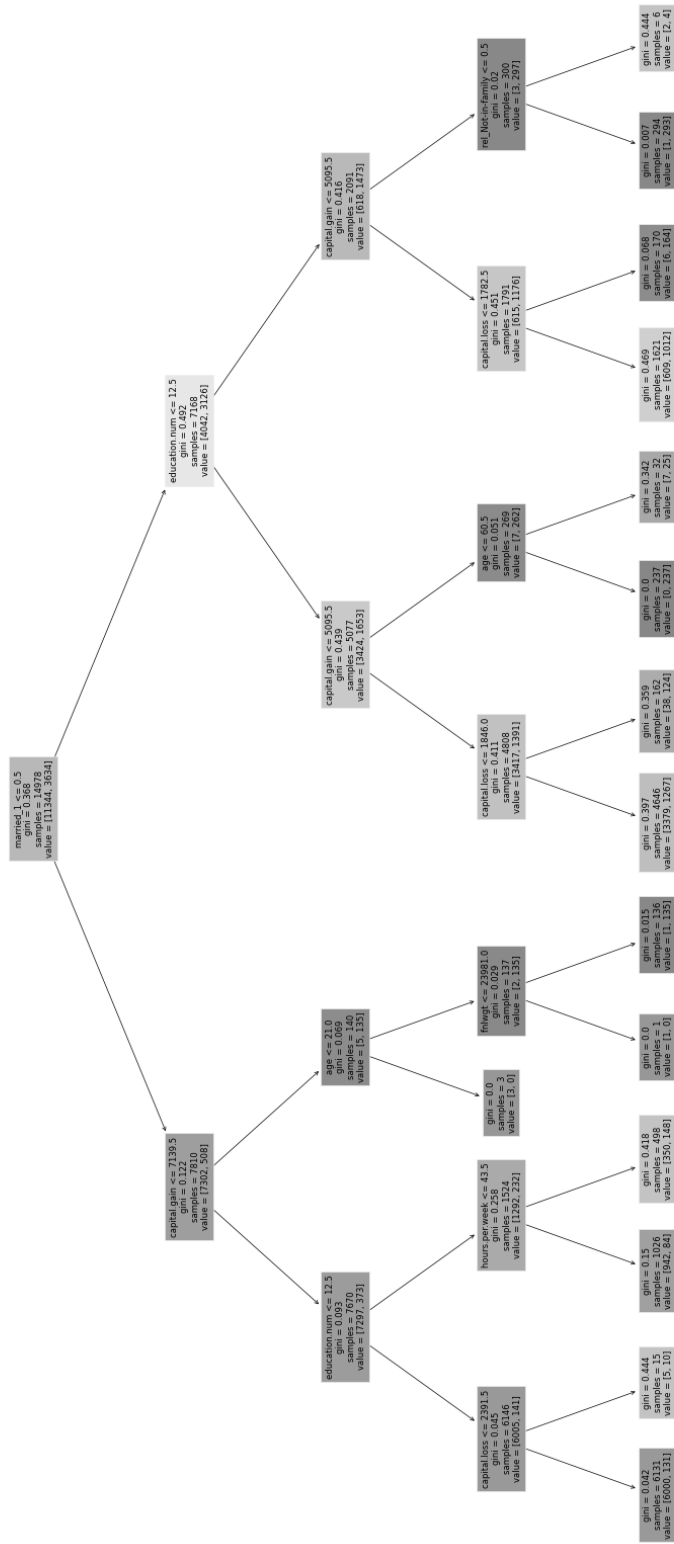 married_1 <= 0.5
gini = 0.368
samples = 14978
value = [11344, 3634]
capital.gain <= 7139.5
gini = 0.122
samples = 7810
value = [7302, 508]
education.num <= 12.5
gini = 0.492
samples = 7168
value = [4042, 3126]
education.num <= 12.5
gini = 0.093
samples = 7670
value = [7297, 373]
age <= 21.0
gini = 0.069
samples = 140
value = [5, 135]
capital.gain <= 5095.5
gini = 0.439
samples = 5077
value = [3424, 1653]
capital.gain <= 5095.5
gini = 0.416
samples = 2091
value = [618, 1473]
capital.loss <= 2391.5
gini = 0.045
samples = 6146
value = [6005, 141]
hours.per.week <= 43.5
gini = 0.258
samples = 1524
value = [1292, 232]
gini = 0.0
samples = 3
value = [3, 0]
fnlwgt <= 23981.0
gini = 0.029
samples = 137
value = [2, 135]
capital.loss <= 1846.0
gini = 0.411
samples = 4808
value = [3417, 1391]
age <= 60.5
gini = 0.051
samples = 269
value = [7, 262]
capital.loss <= 1782.5
gini = 0.451
samples = 1791
value = [615, 1176]
rel_Not-in-family <= 0.5
gini = 0.02
samples = 300
value = [3, 297]
gini = 0.042
samples = 6131
value = [6000, 131]
gini = 0.444
samples = 15
value = [5, 10]
gini = 0.15
samples = 1026
value = [942, 84]
gini = 0.418
samples = 498
value = [350, 148]
gini = 0.0
samples = 1
value = [1, 0]
gini = 0.015
samples = 136
value = [1, 135]
gini = 0.397
samples = 4646
value = [3379, 1267]
gini = 0.359
samples = 162
value = [38, 124]
gini = 0.0
samples = 237
value = [0, 237]
gini = 0.342
samples = 32
value = [7, 25]
gini = 0.469
samples = 1621
value = [609, 1012]
gini = 0.068
samples = 170
value = [6, 164]
gini = 0.007
samples = 294
value = [1, 293]
gini = 0.444
samples = 6
value = [2, 4]